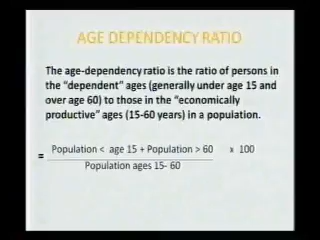 AGE DEPENDENCY RATIO
The age-dependency ratio is the ratio of persons in
the “dependent” ages (generally under age 15 and
over age 60) to those in the “economically
productive” ages (15-60 years) in a population.
= Population < age 15 + Population > 60 x 100
Population ages 15- 60